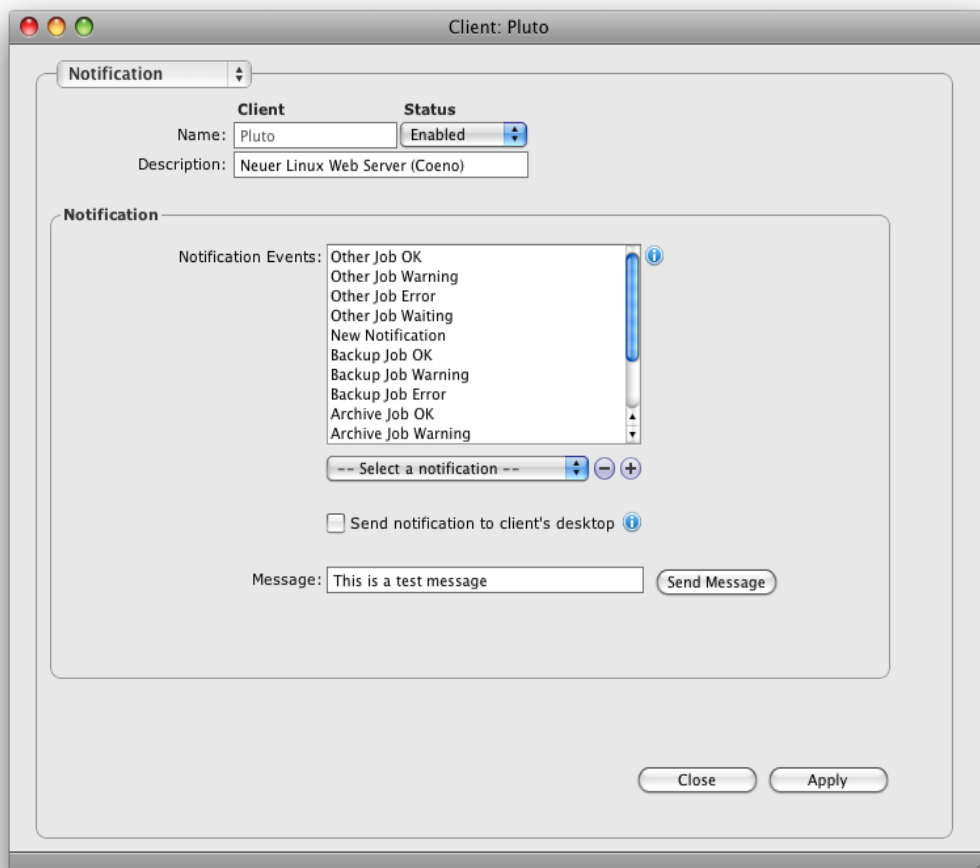 Client: Pluto
Notification
Client Status
Name: Pluto Enabled
Description: Neuer Linux Web Server (Coeno)
Notification
Notification Events: Other Job OK
Other Job Warning
Other Job Error
Other Job Waiting
New Notification
Backup Job OK
Backup Job Warning
Backup Job Error
Archive Job OK
Archive Job Warning
-- Select a notification --
Send notification to client's desktop
Message: This is a test message Send Message
Close Apply